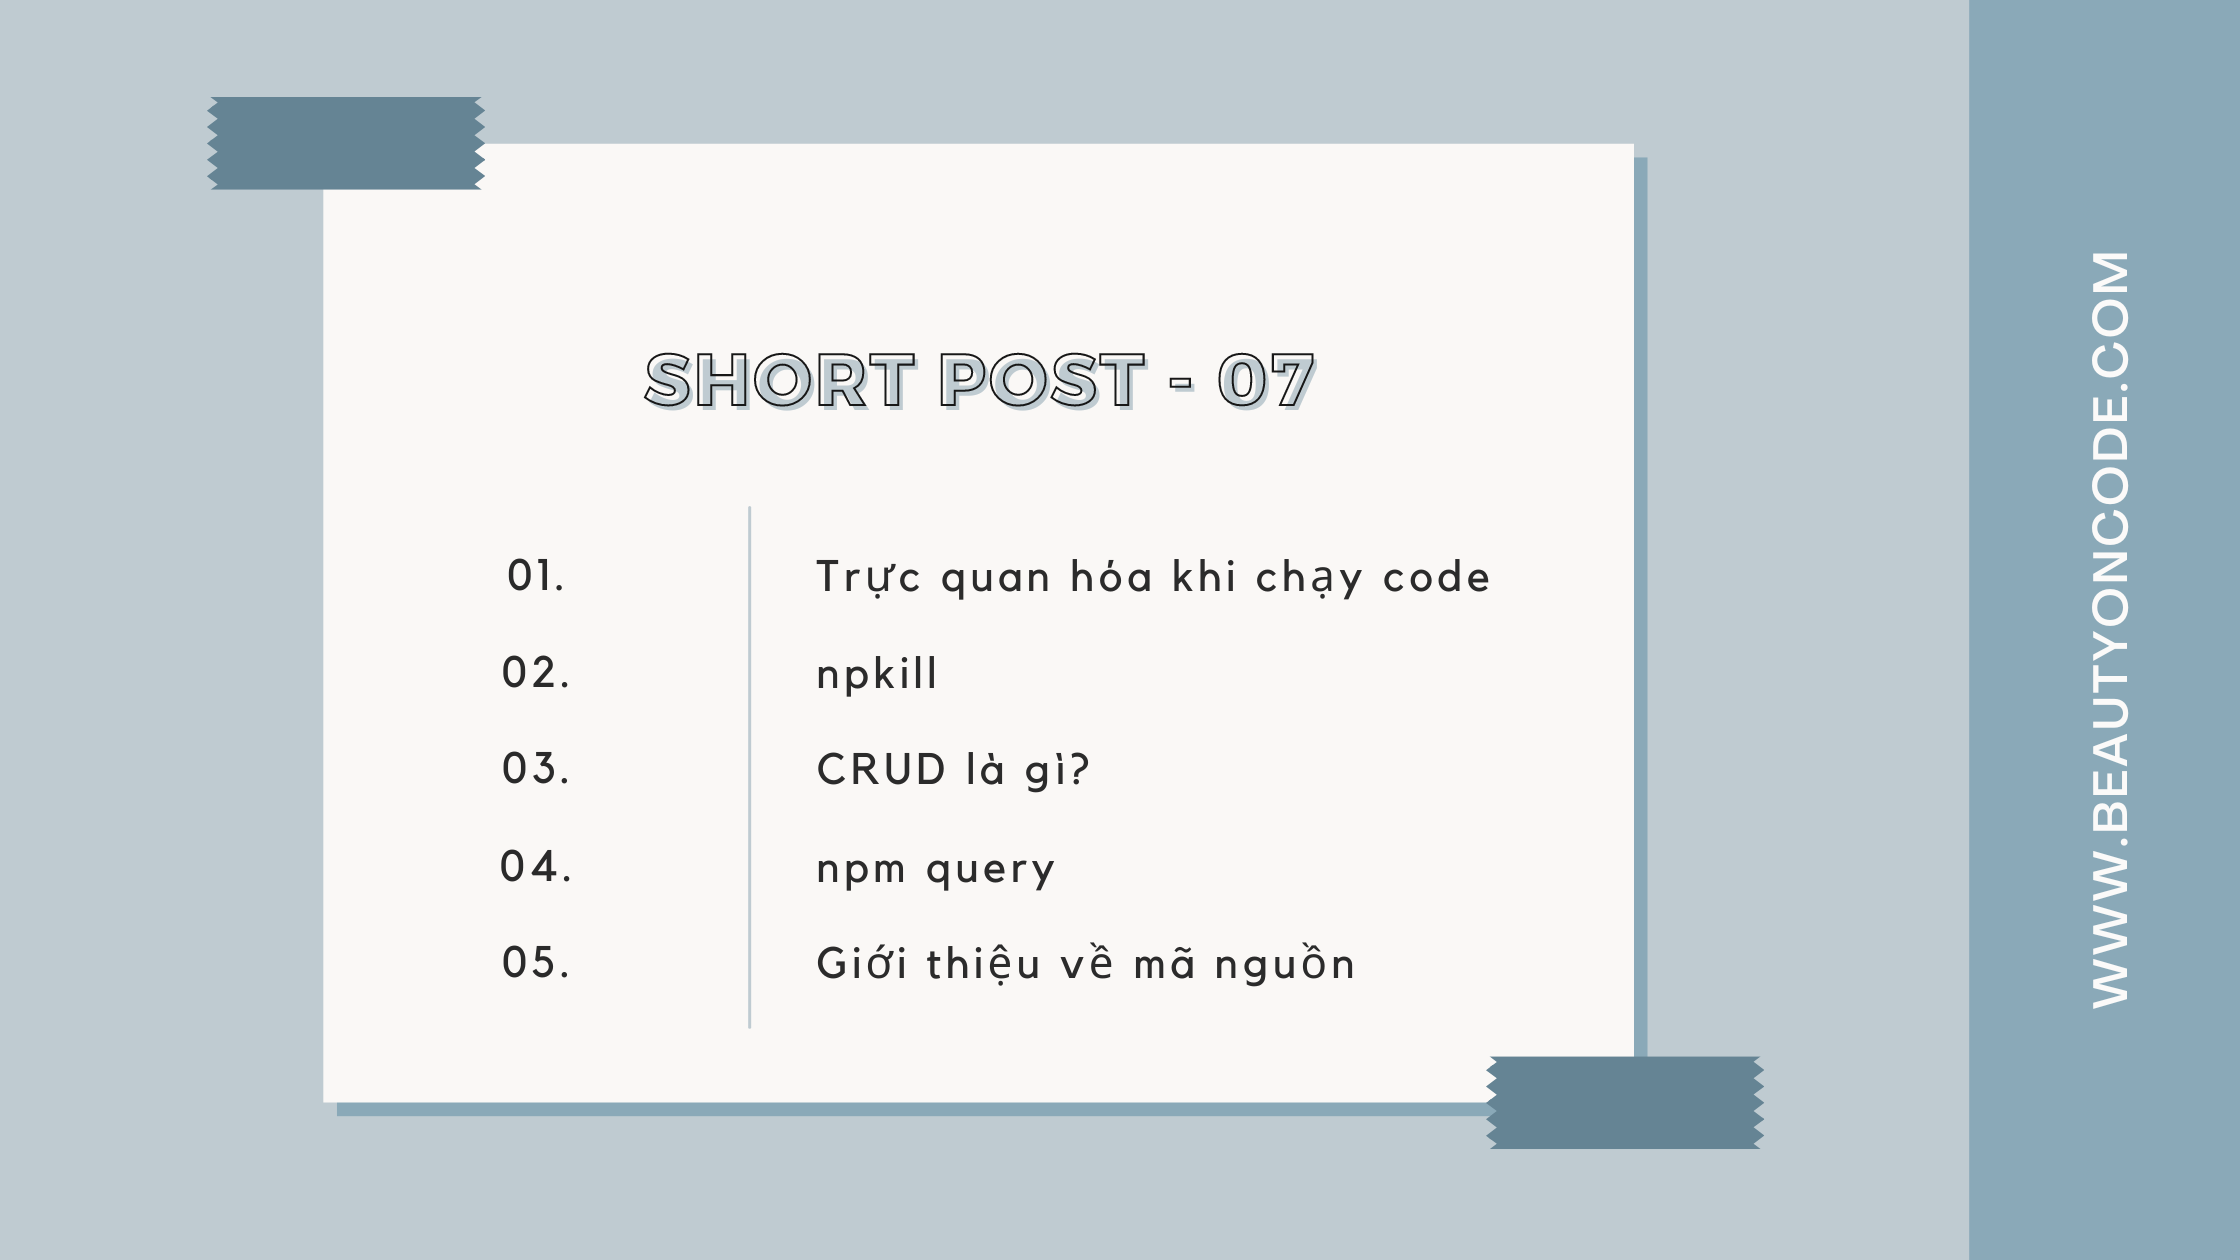 SHORT POST - 07
01. Trực quan hóa khi chạy code
02. npkill
03. CRUD là gì?
04. npm query
05. Giới thiệu về mã nguồn
WWW.BEAUTYONCODE.COM